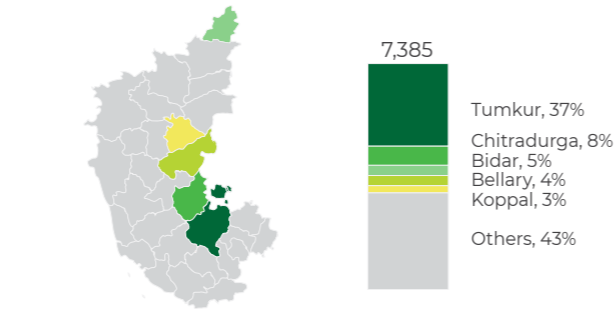 7,385
Tumkur, 37%
Chitradurga, 8%
Bidar, 5%
Bellary, 4%
Koppal, 3%
Others, 43%